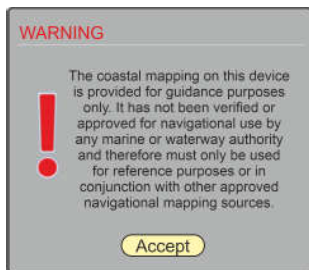 WARNING
The coastal mapping on this device
is provided for guidance purposes
only. It has not been verified or
approved for navigational use by
any marine or waterway authority
and therefore must only be used
for reference purposes or in
conjunction with other approved
navigational mapping sources.
Accept